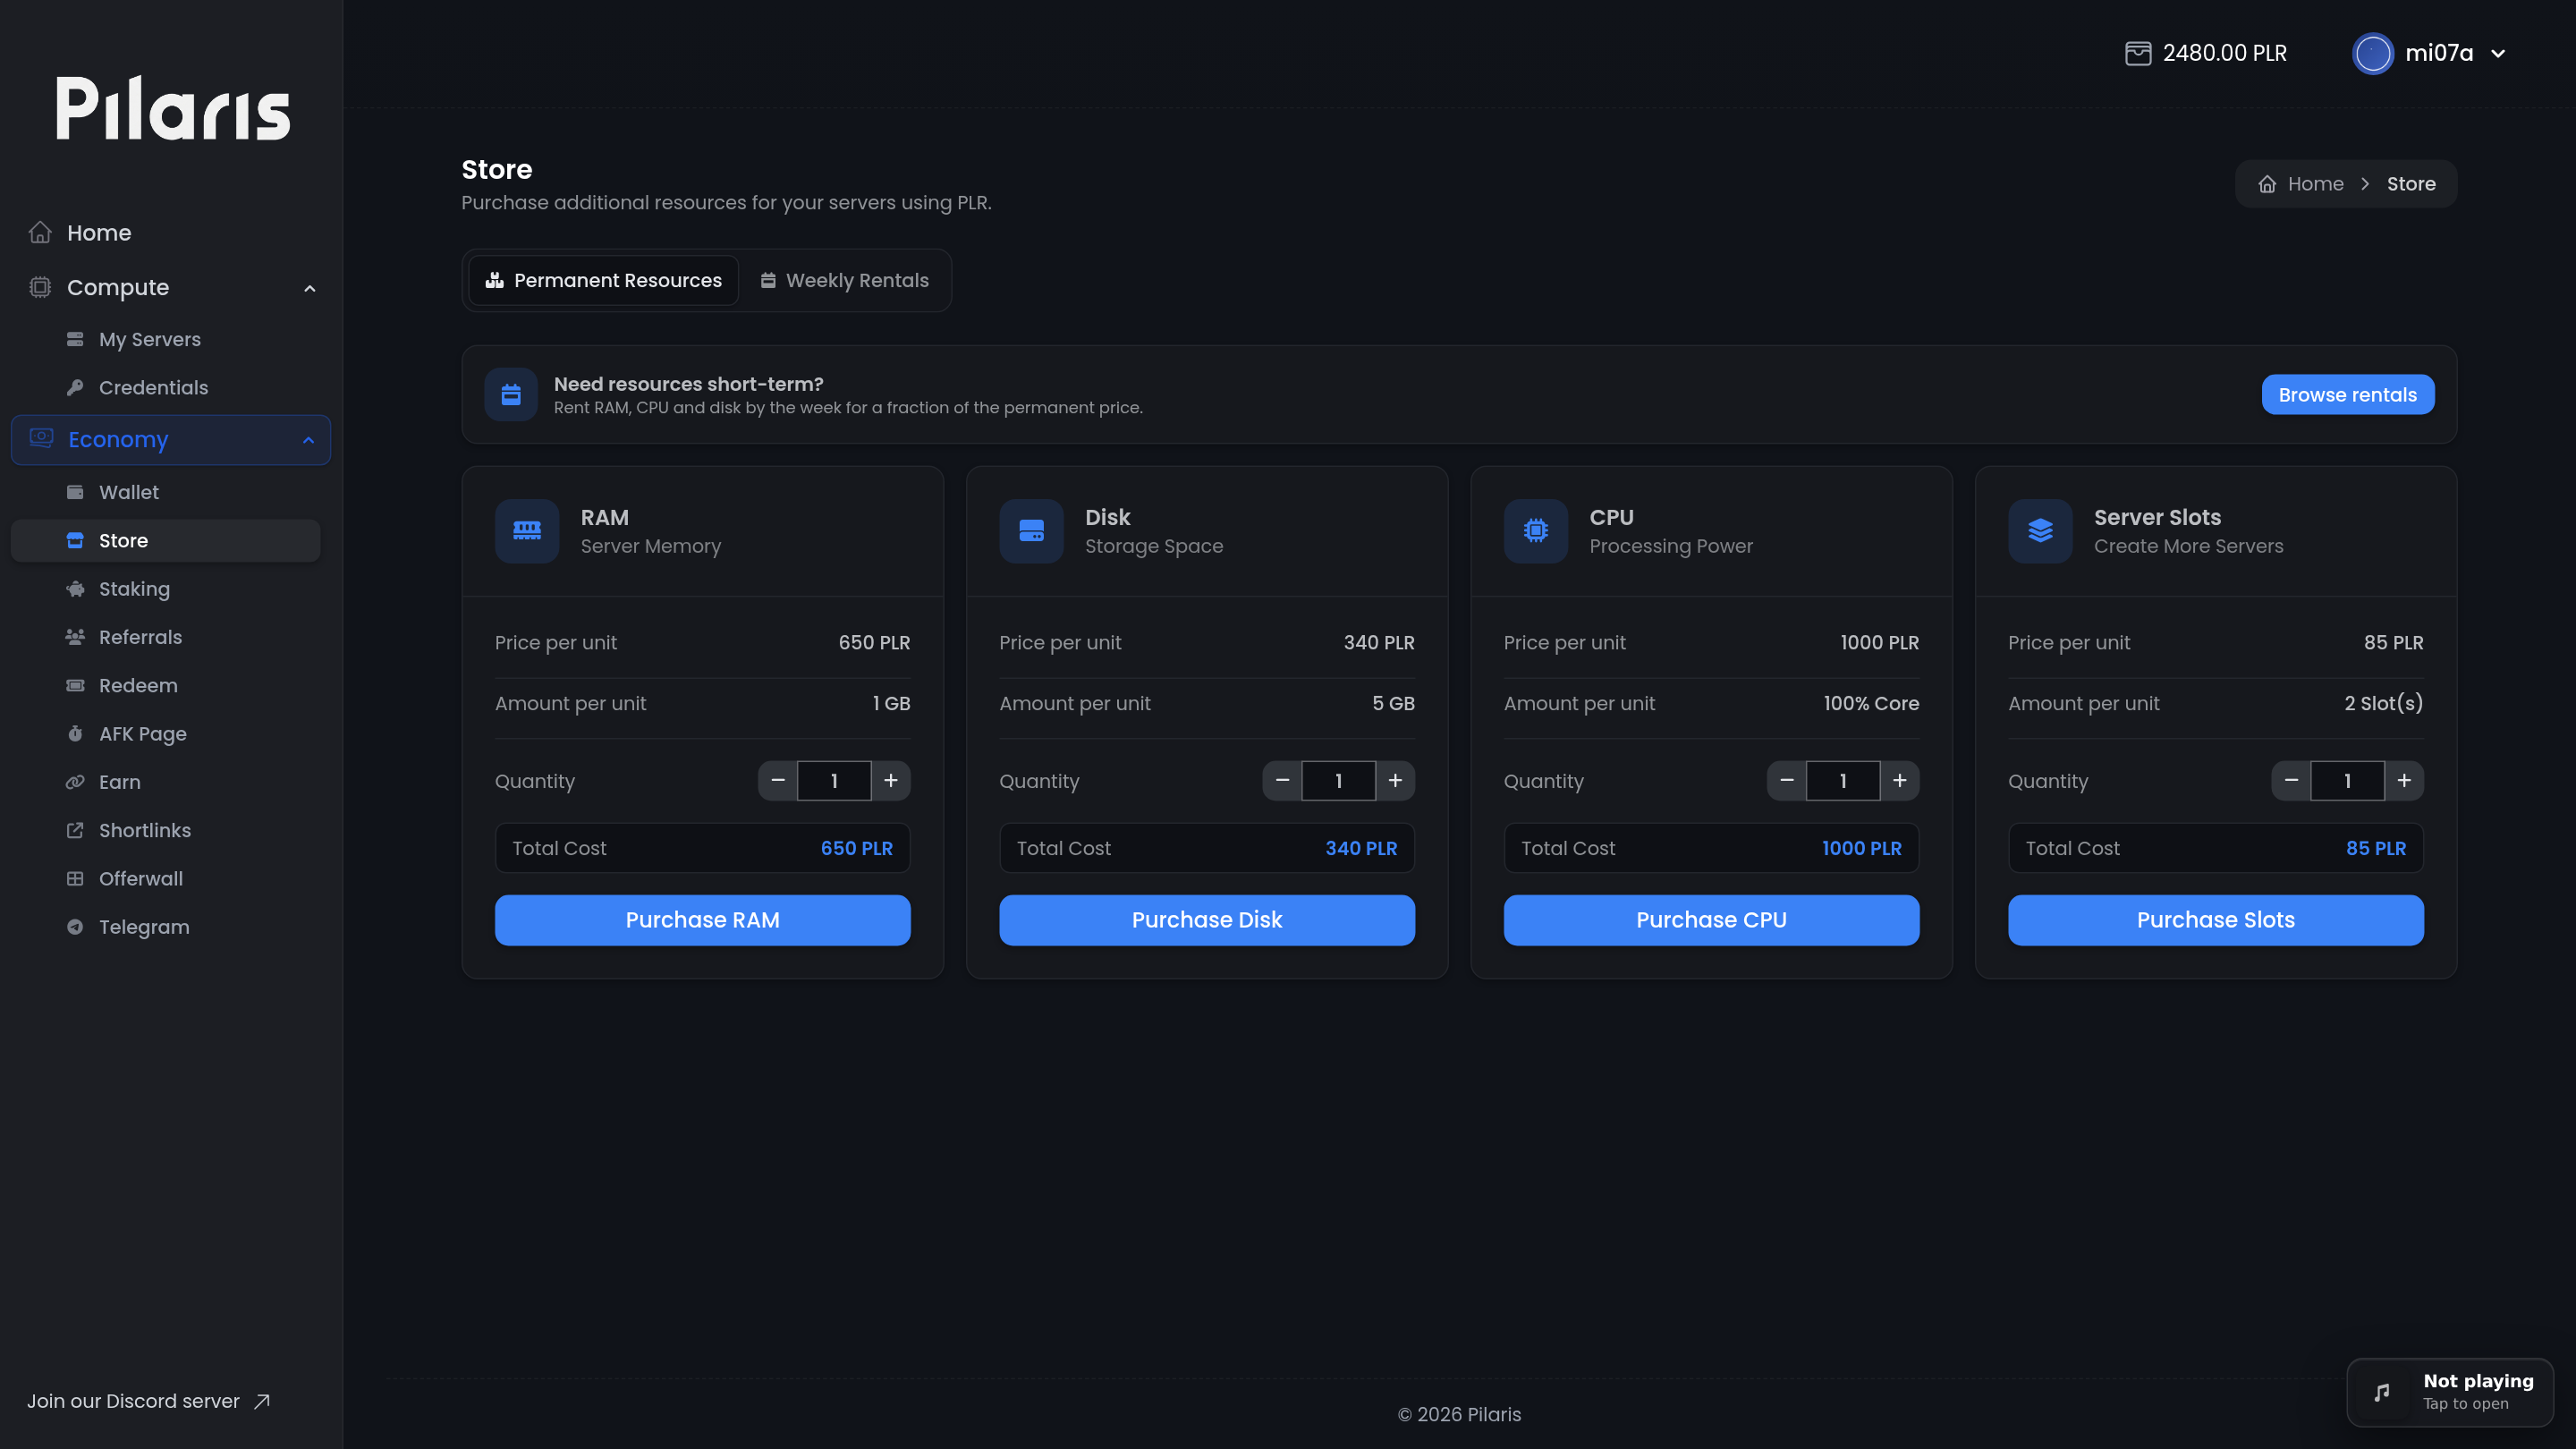 Pilaris
Home
Compute
My Servers
Credentials
Economy
Wallet
Store
Staking
Referrals
Redeem
AFK Page
Earn
Shortlinks
Offerwall
Telegram
Join our Discord server
2480.00 PLR
mi07a
Store
Purchase additional resources for your servers using PLR.
Home > Store
Permanent Resources
Weekly Rentals
Need resources short-term?
Rent RAM, CPU and disk by the week for a fraction of the permanent price.
Browse rentals
RAM
Server Memory
Price per unit 650 PLR
Amount per unit 1 GB
Quantity − 1 +
Total Cost 650 PLR
Purchase RAM
Disk
Storage Space
Price per unit 340 PLR
Amount per unit 5 GB
Quantity − 1 +
Total Cost 340 PLR
Purchase Disk
CPU
Processing Power
Price per unit 1000 PLR
Amount per unit 100% Core
Quantity − 1 +
Total Cost 1000 PLR
Purchase CPU
Server Slots
Create More Servers
Price per unit 85 PLR
Amount per unit 2 Slot(s)
Quantity − 1 +
Total Cost 85 PLR
Purchase Slots
© 2026 Pilaris
Not playing
Tap to open